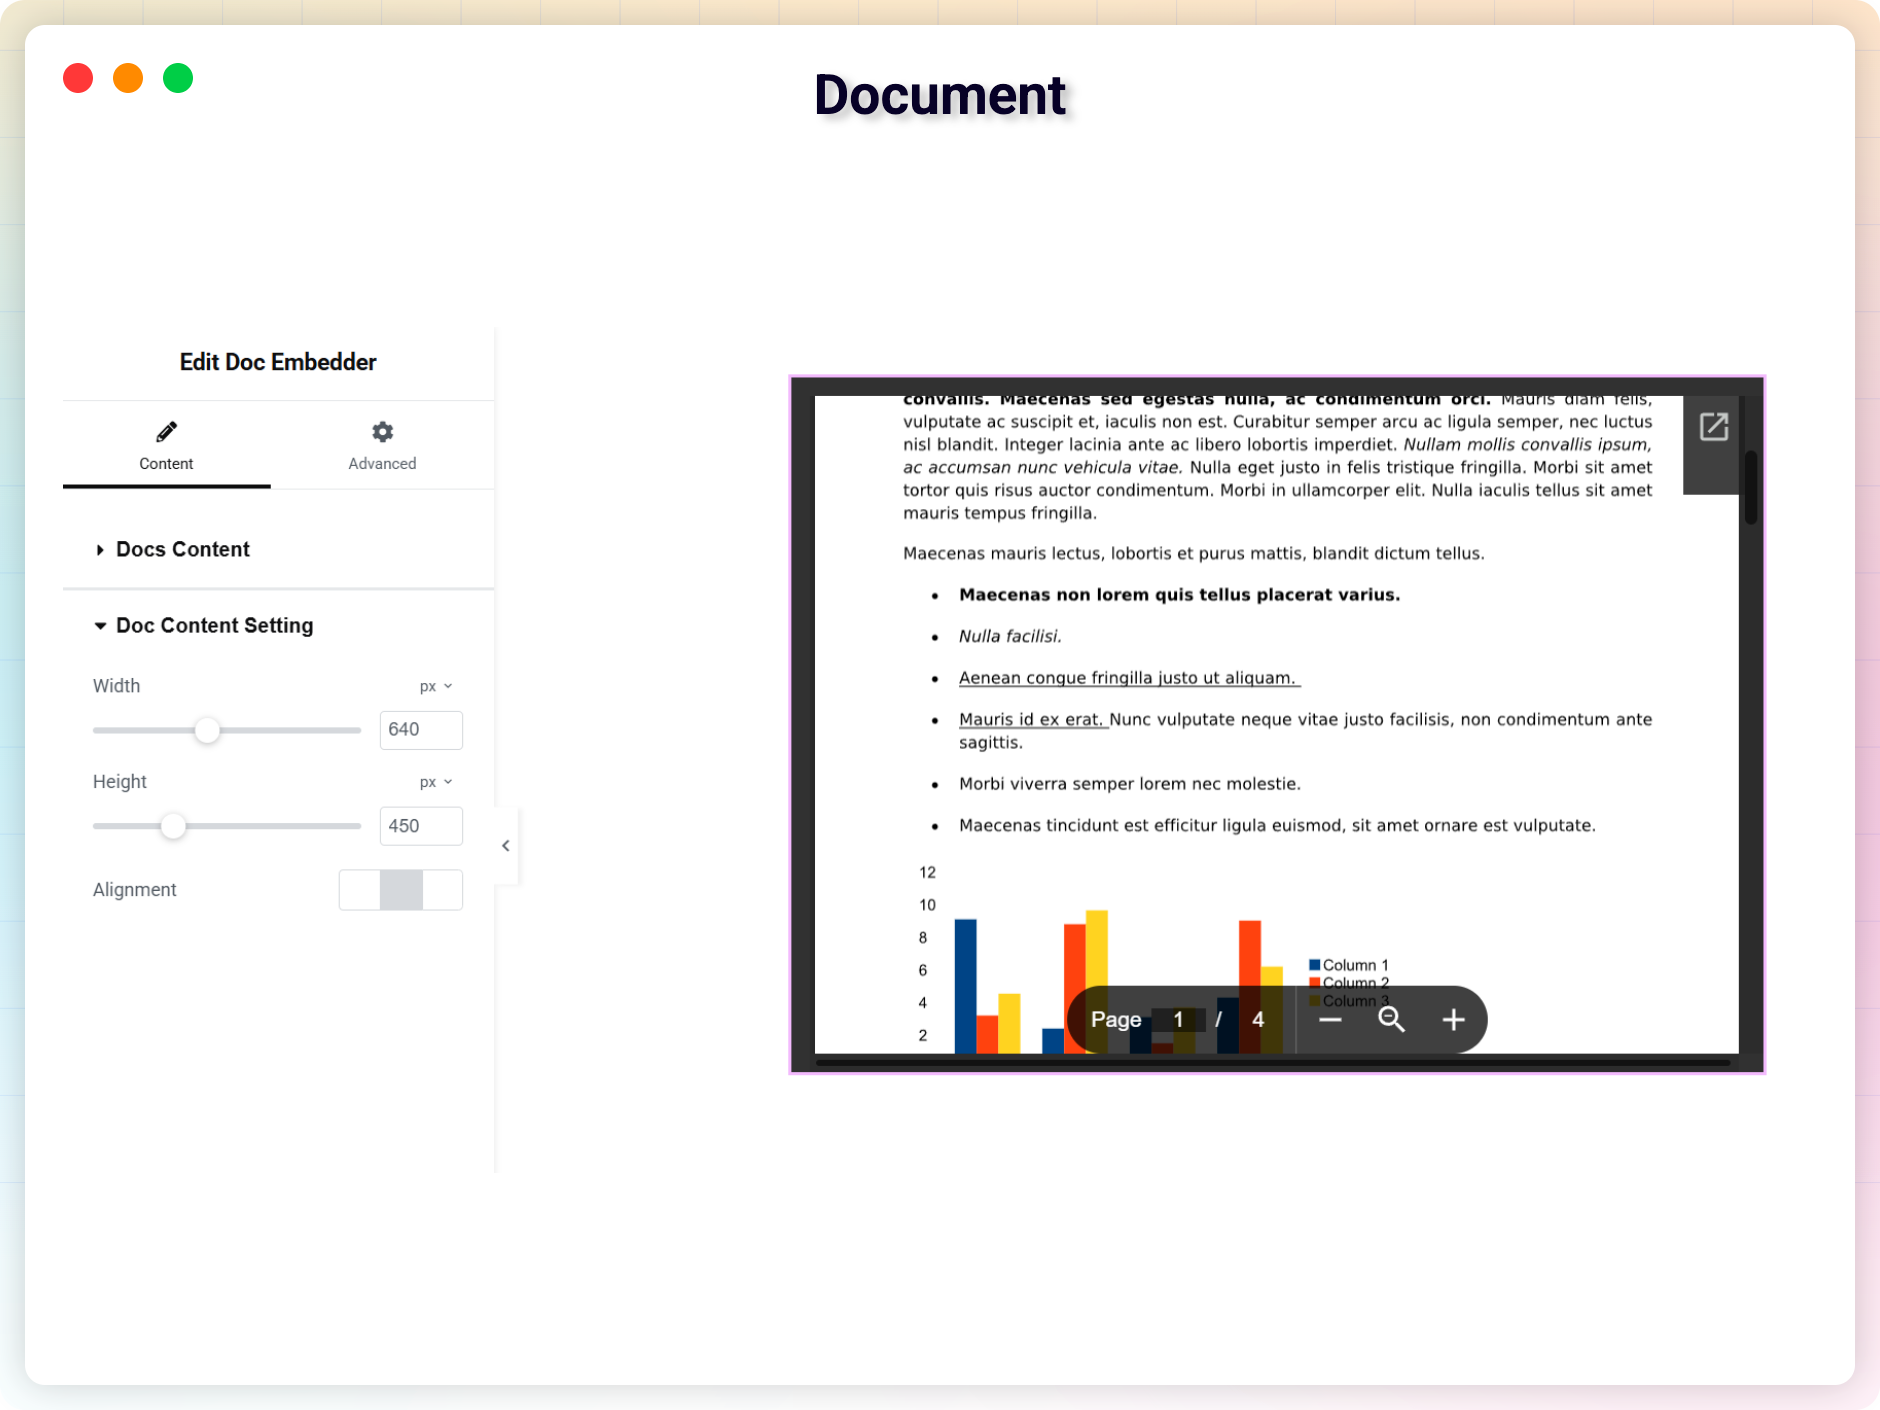 Document
Edit Doc Embedder
Content
Advanced
Docs Content
Doc Content Setting
Width
px
640
Height
px
450
Alignment
convallis. Maecenas sed egestas nulla, ac condimentum orci. Mauris diam felis,
vulputate ac suscipit et, iaculis non est. Curabitur semper arcu ac ligula semper, nec luctus
nisl blandit. Integer lacinia ante ac libero lobortis imperdiet. Nullam mollis convallis ipsum,
ac accumsan nunc vehicula vitae. Nulla eget justo in felis tristique fringilla. Morbi sit amet
tortor quis risus auctor condimentum. Morbi in ullamcorper elit. Nulla iaculis tellus sit amet
mauris tempus fringilla.
Maecenas mauris lectus, lobortis et purus mattis, blandit dictum tellus.
• Maecenas non lorem quis tellus placerat varius.
• Nulla facilisi.
• Aenean congue fringilla justo ut aliquam.
• Mauris id ex erat. Nunc vulputate neque vitae justo facilisis, non condimentum ante
sagittis.
• Morbi viverra semper lorem nec molestie.
• Maecenas tincidunt est efficitur ligula euismod, sit amet ornare est vulputate.
12
10
8
6
4
2
Column 1
Column 2
Column 3
Page 1 / 4